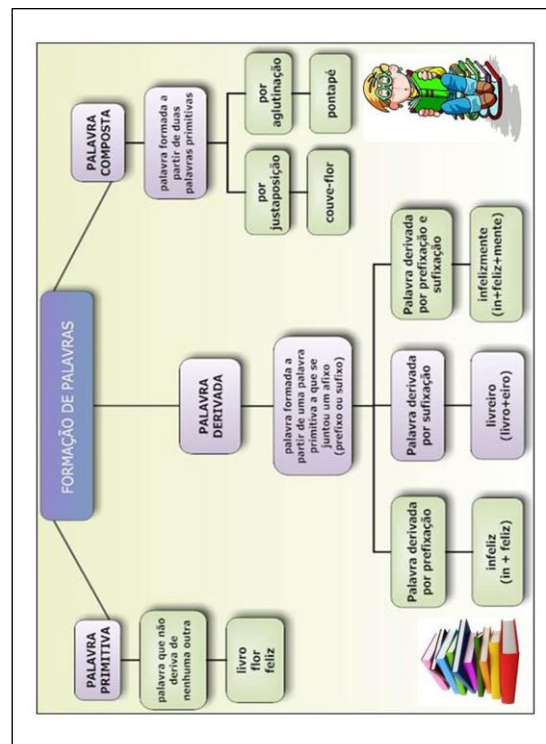 FORMAÇÃO DE PALAVRAS
PALAVRA
PRIMITIVA
palavra que não
deriva de
nenhuma outra
livro
flor
feliz
PALAVRA
DERIVADA
palavra formada a
partir de uma palavra
primitiva a que se
juntou um afixo
(prefixo ou sufixo)
Palavra derivada
por prefixação
infeliz
(in + feliz)
Palavra derivada
por sufixação
livreiro
(livro+eiro)
Palavra derivada
por prefixação e
sufixação
infelizmente
(in+feliz+mente)
PALAVRA
COMPOSTA
palavra formada a
partir de duas
palavras primitivas
por
justaposição
couve-flor
por
aglutinação
pontapé